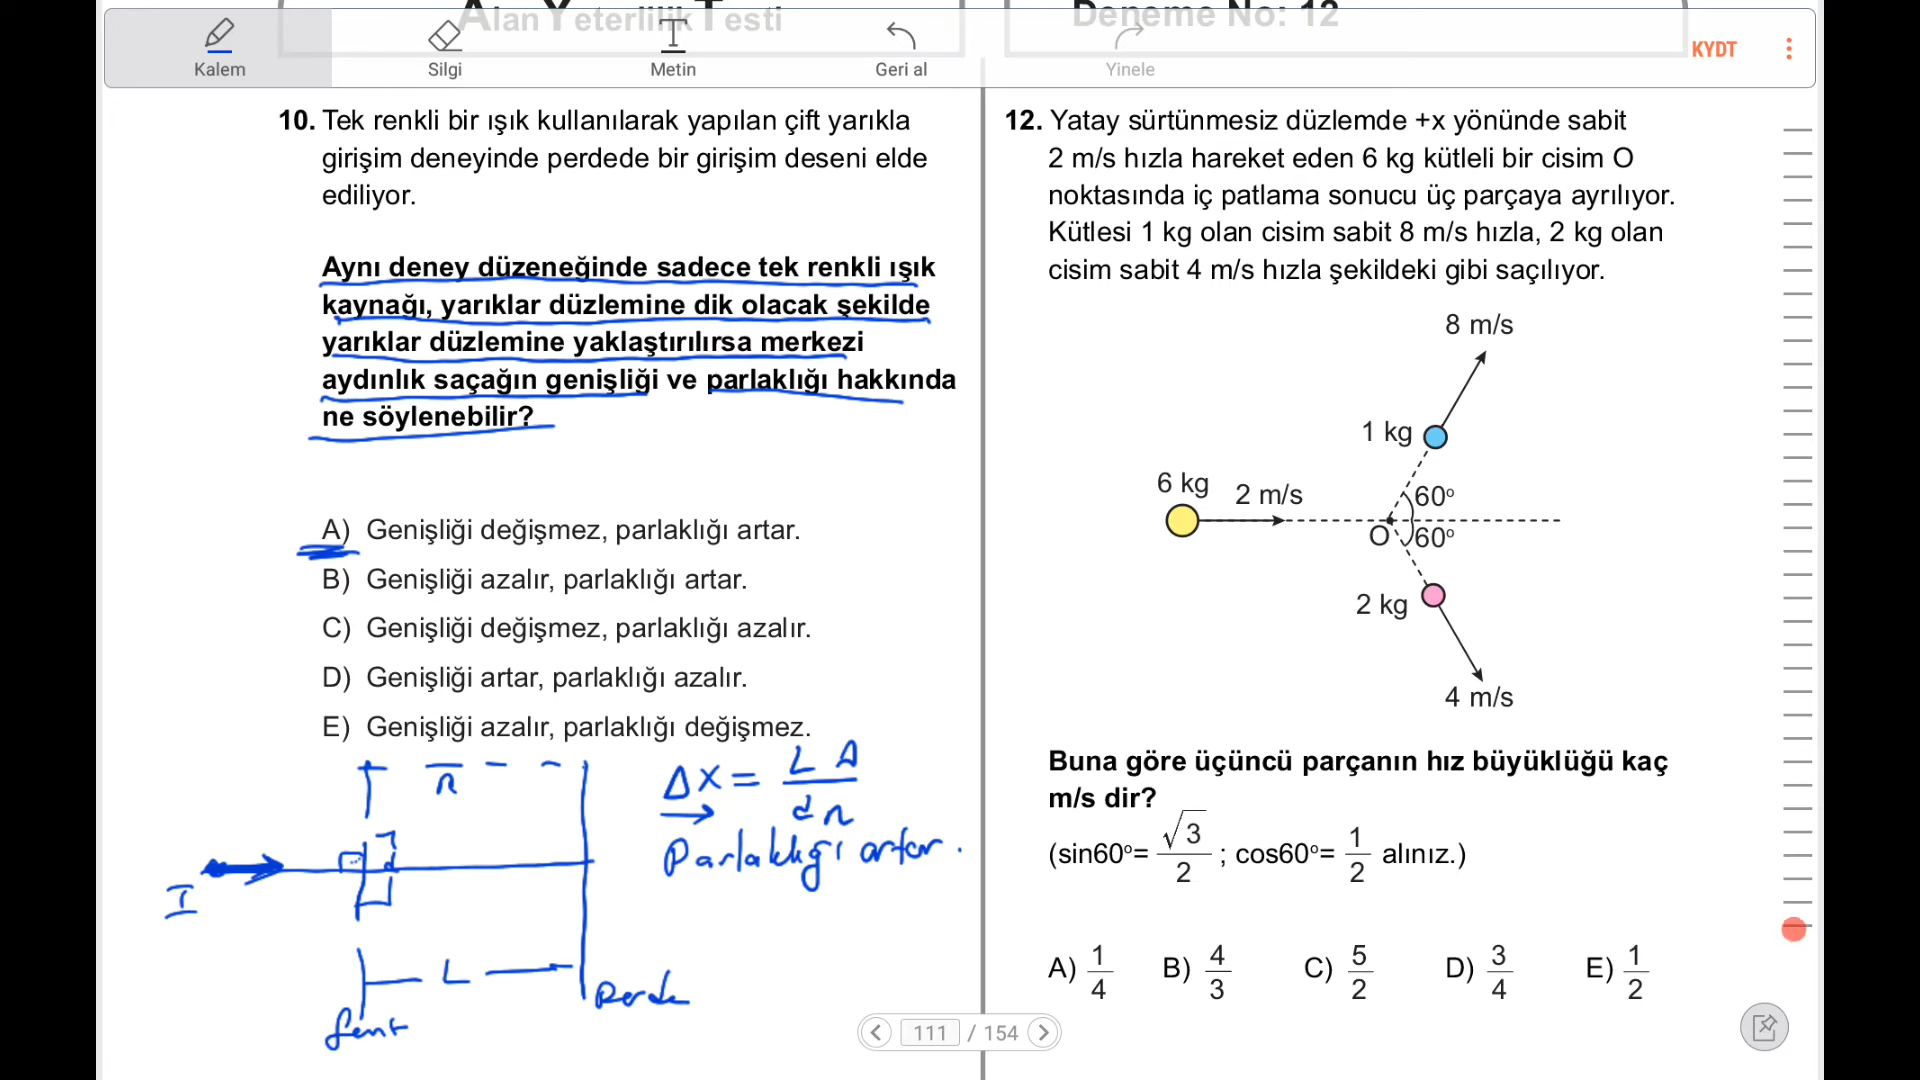 Alan Yeterlilik Testi
Deneme No: 12
Kalem
Silgi
Metin
Geri al
Yinele
KYDT
10. Tek renkli bir ışık kullanılarak yapılan çift yarıkla
girişim deneyinde perdede bir girişim deseni elde
ediliyor.
Aynı deney düzeneğinde sadece tek renkli ışık
kaynağı, yarıklar düzlemine dik olacak şekilde
yarıklar düzlemine yaklaştırılırsa merkezi
aydınlık saçağın genişliği ve parlaklığı hakkında
ne söylenebilir?
A) Genişliği değişmez, parlaklığı artar.
B) Genişliği azalır, parlaklığı artar.
C) Genişliği değişmez, parlaklığı azalır.
D) Genişliği artar, parlaklığı azalır.
E) Genişliği azalır, parlaklığı değişmez.
n
Δx = Lλ / dn
Parlaklığı artar.
d
I
L
Perde
12. Yatay sürtünmesiz düzlemde +x yönünde sabit
2 m/s hızla hareket eden 6 kg kütleli bir cisim O
noktasında iç patlama sonucu üç parçaya ayrılıyor.
Kütlesi 1 kg olan cisim sabit 8 m/s hızla, 2 kg olan
cisim sabit 4 m/s hızla şekildeki gibi saçılıyor.
8 m/s
1 kg
6 kg
2 m/s
60°
O
60°
2 kg
4 m/s
Buna göre üçüncü parçanın hız büyüklüğü kaç
m/s dir?
(sin60°= √3/2 ; cos60°= 1/2 alınız.)
A) 1/4 B) 4/3 C) 5/2 D) 3/4 E) 1/2
111 / 154